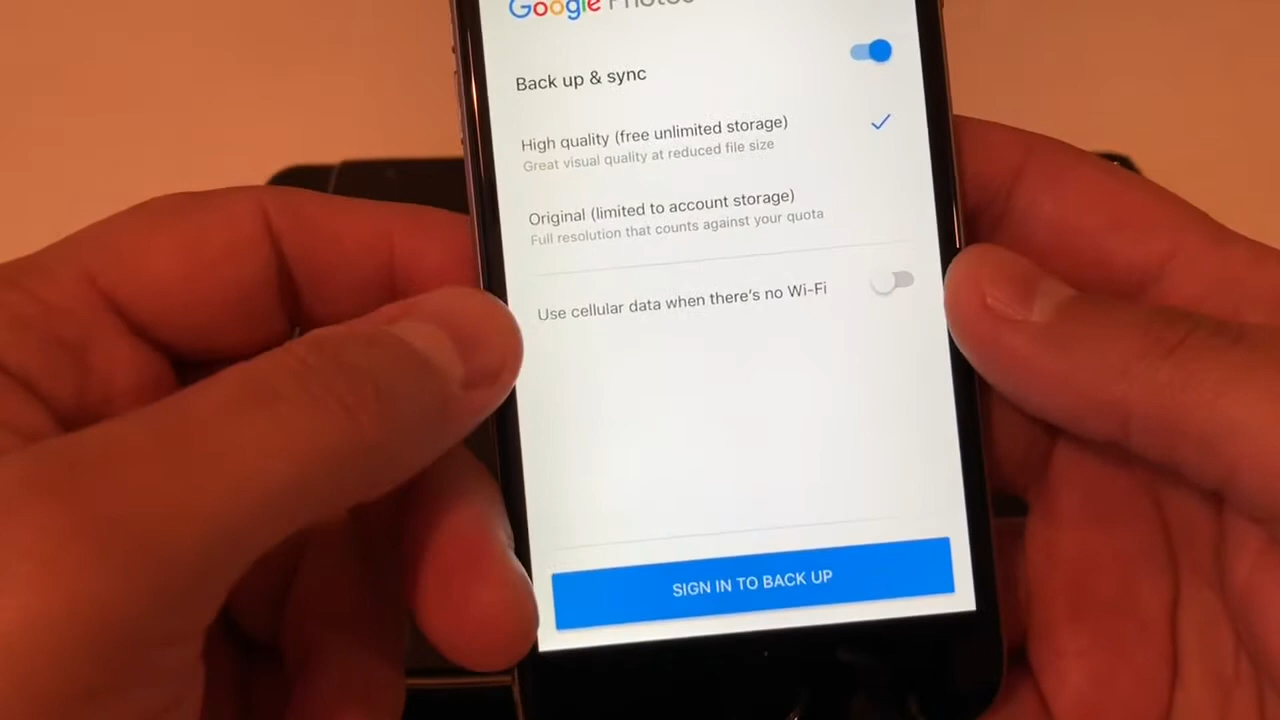 Google Photos
Back up & sync
High quality (free unlimited storage)
Great visual quality at reduced file size
Original (limited to account storage)
Full resolution that counts against your quota
Use cellular data when there's no Wi-Fi
SIGN IN TO BACK UP